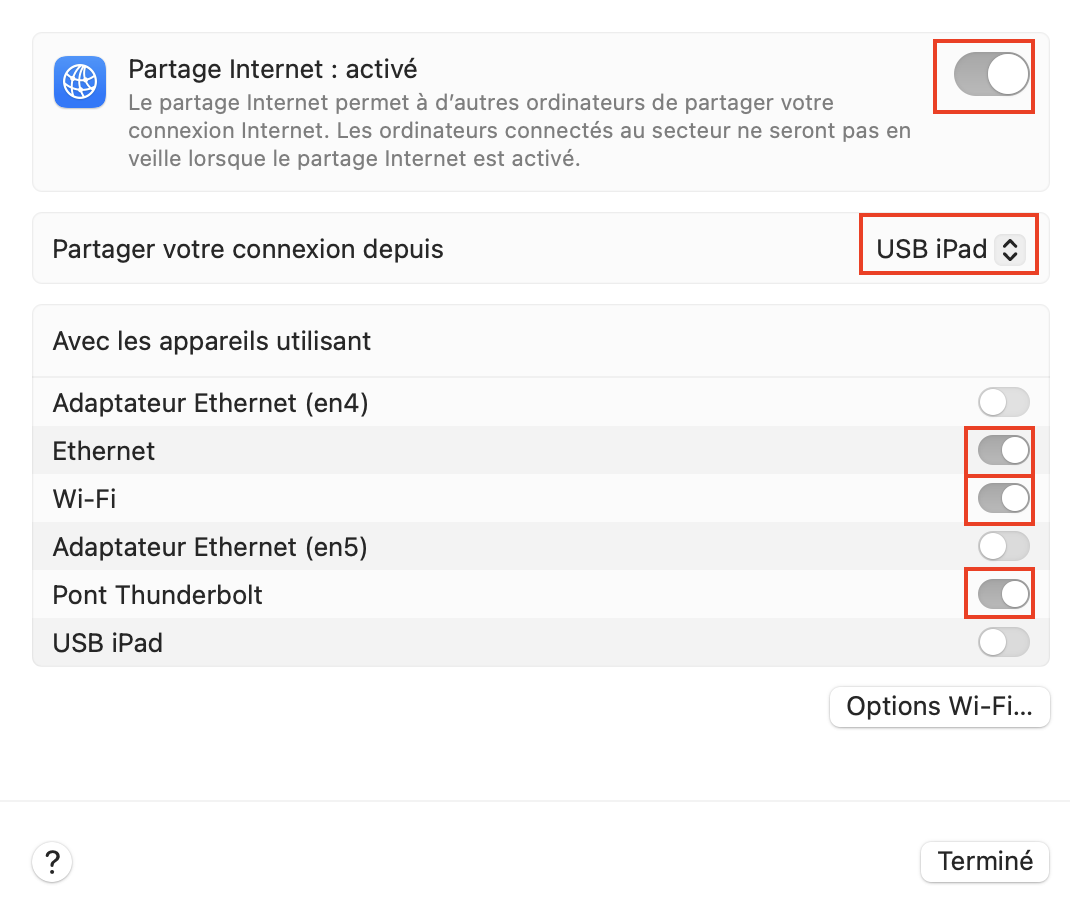 Partage Internet : activé
Le partage Internet permet à d’autres ordinateurs de partager votre
connexion Internet. Les ordinateurs connectés au secteur ne seront pas en
veille lorsque le partage Internet est activé.
Partager votre connexion depuis
USB iPad
Avec les appareils utilisant
Adaptateur Ethernet (en4)
Ethernet
Wi-Fi
Adaptateur Ethernet (en5)
Pont Thunderbolt
USB iPad
Options Wi-Fi...
?
Terminé